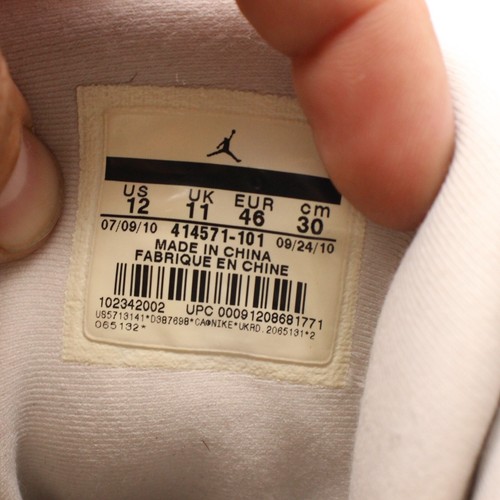 US UK EUR cm
12 11 46 30
07/09/10 414571-101 09/24/10
MADE IN CHINA
FABRIQUE EN CHINE
102342002 UPC 00091208681771
US5713141*D387698*CA@NIKE*UKRD.2065131*2
065132*